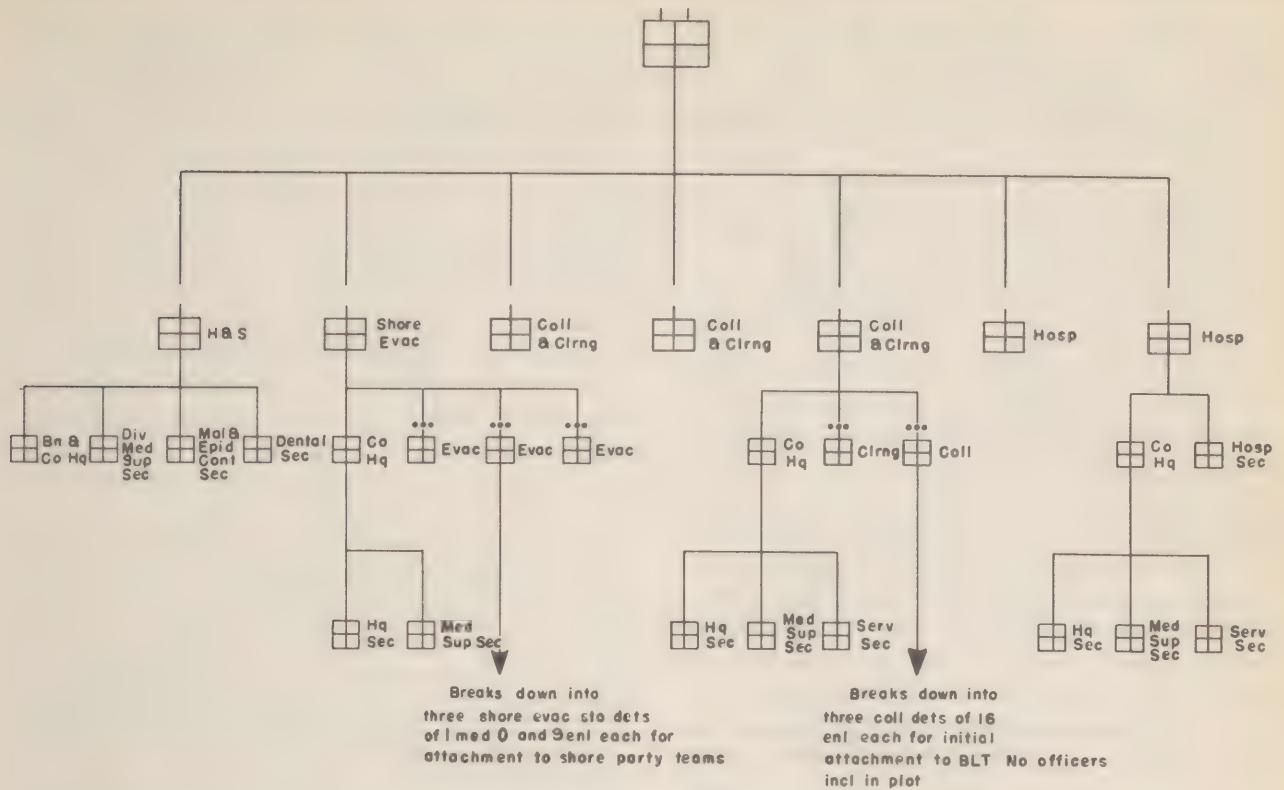 H & S
Shore
Evac
Coll
& Clrng
Coll
& Clrng
Coll
& Clrng
Hosp
Hosp
Bn &
Co Hq
Div
Med
Sup
Sec
Mal &
Epid
Cont
Sec
Dental
Sec
Co
Hq
Evac
Evac
Evac
Co
Hq
Clrng
Coll
Co
Hq
Hosp
Sec
Hq
Sec
Med
Sup Sec
Hq
Sec
Med
Sup
Sec
Serv
Sec
Hq
Sec
Med
Sup
Sec
Serv
Sec
Breaks down into
three shore evac sta dets
of 1 med O and 9 enl each for
attachment to shore party teams
Breaks down into
three coll dets of 16
enl each for initial
attachment to BLT No officers
incl in plat